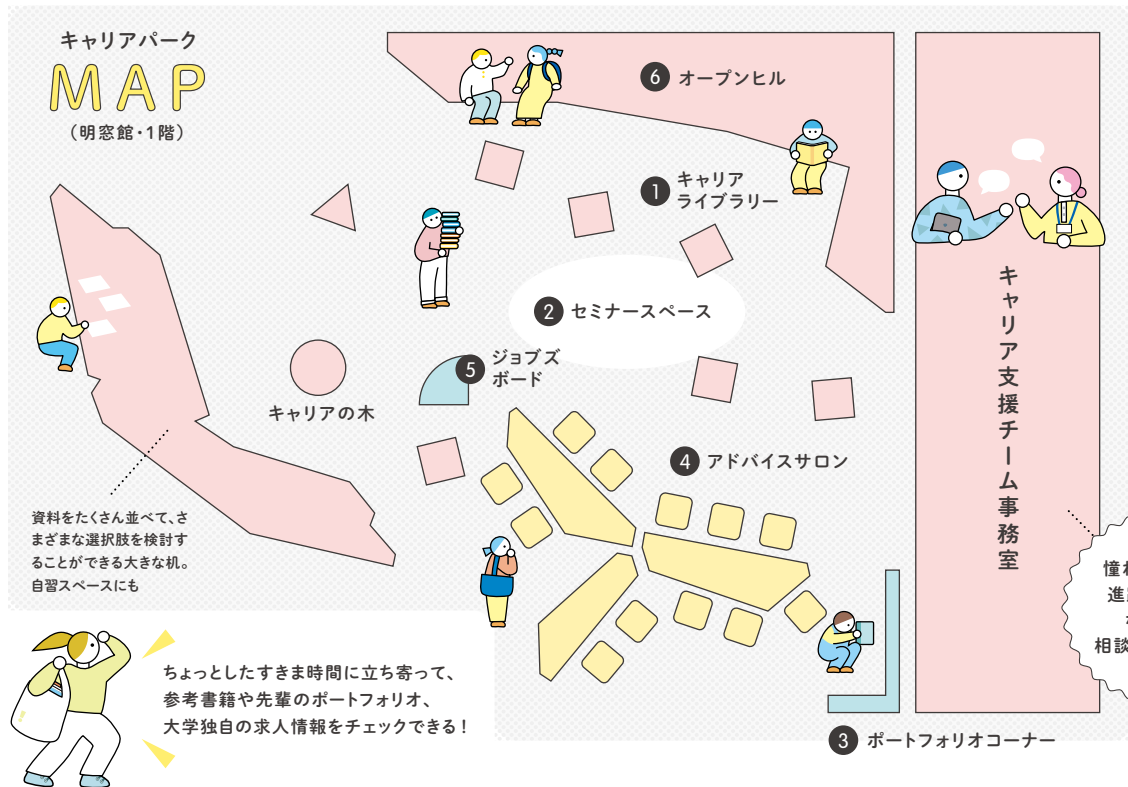 キャリアパーク
MAP
（明窓館・1階）
6 オープンヒル
1 キャリア
ライブラリー
2 セミナースペース
5 ジョブズ
ボード
キャリアの木
4 アドバイスサロン
キャリア支援チーム事務室
資料をたくさん並べて、さ
まざまな選択肢を検討す
ることができる大きな机。
自習スペースにも
憧れ
相談
ちょっとしたすきま時間に立ち寄って、
参考書籍や先輩のポートフォリオ、
大学独自の求人情報をチェックできる！
3 ポートフォリオコーナー